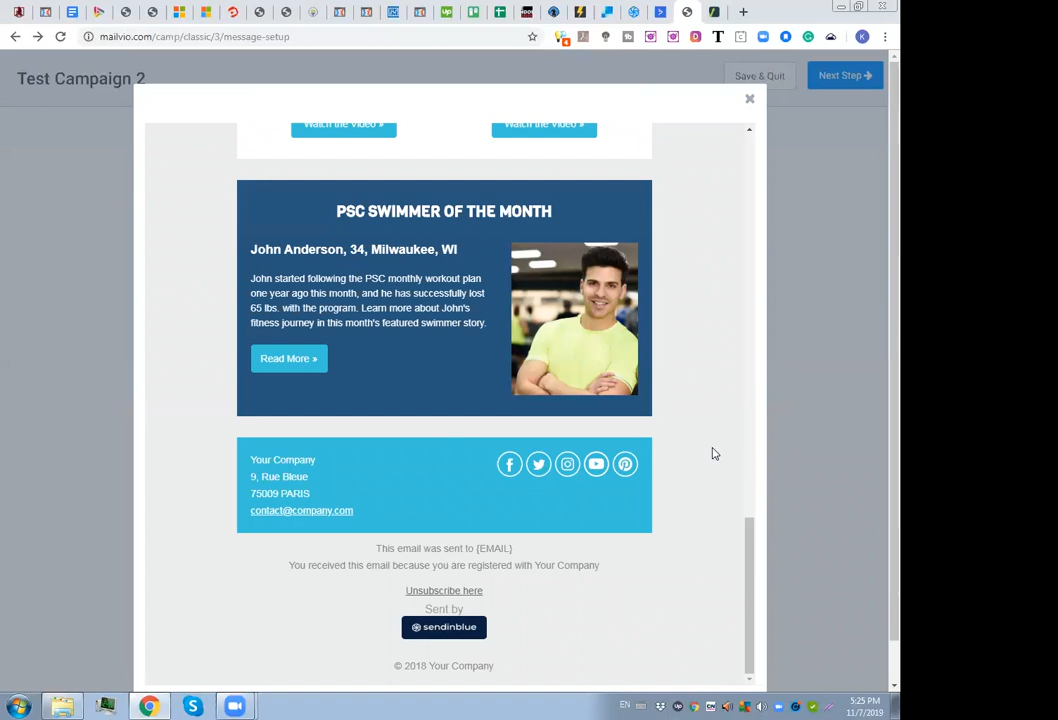 mailvio.com/camp/classic/3/message-setup
Test Campaign 2
Save & Quit
Next Step
Watch the Video » Watch the Video »
PSC SWIMMER OF THE MONTH
John Anderson, 34, Milwaukee, WI
John started following the PSC monthly workout plan
one year ago this month, and he has successfully lost
65 lbs. with the program. Learn more about John's
fitness journey in this month's featured swimmer story.
Read More »
Your Company
9, Rue Bleue
75009 PARIS
contact@company.com
This email was sent to {EMAIL}
You received this email because you are registered with Your Company
Unsubscribe here
Sent by
sendinblue
© 2018 Your Company
EN
5:25 PM
11/7/2019